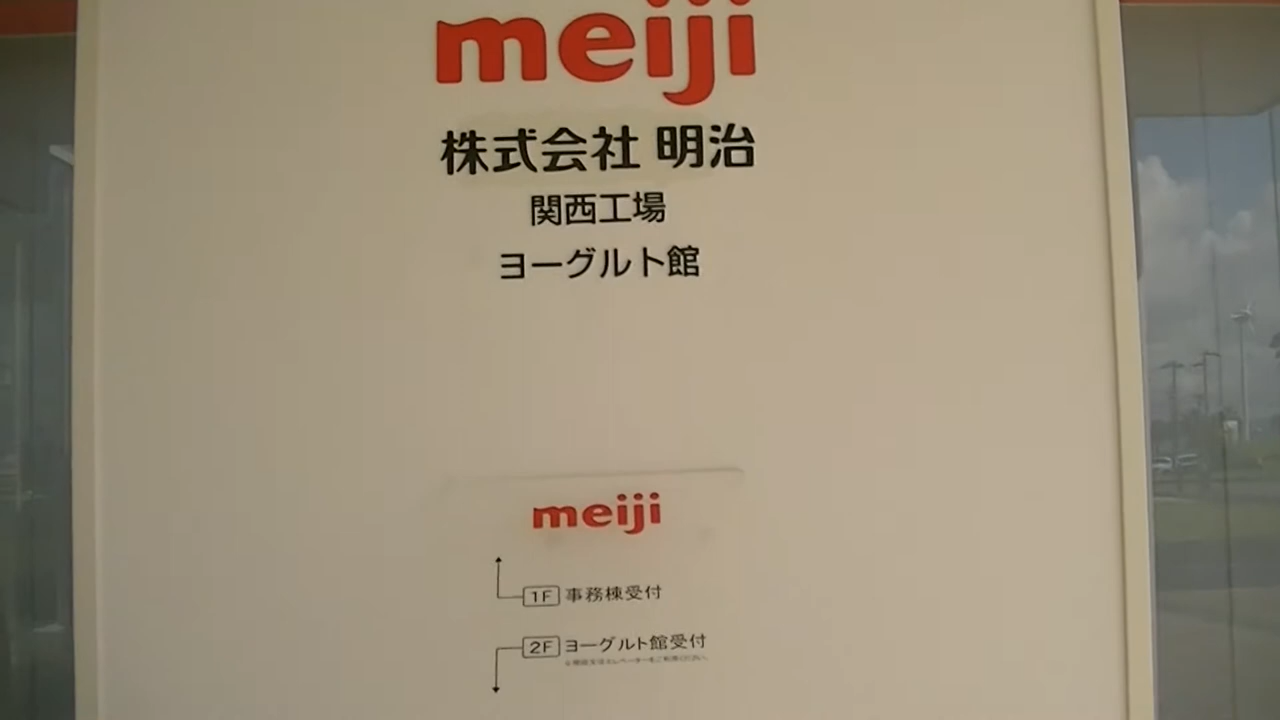 meiji
株式会社 明治
関西工場
ヨーグルト館
meiji
1F 事務棟受付
2F ヨーグルト館受付